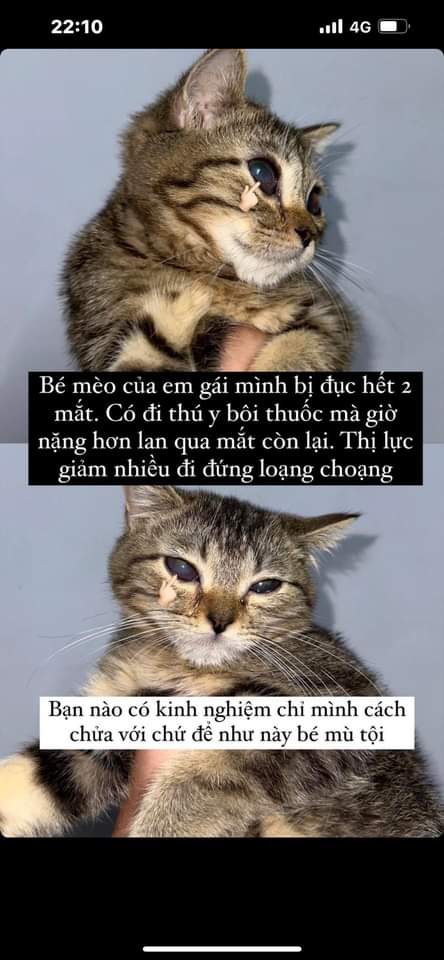 22:10
4G
Bé mèo của em gái mình bị đục hết 2
mắt. Có đi thú y bôi thuốc mà giờ
nặng hơn lan qua mắt còn lại. Thị lực
giảm nhiều đi đứng loạng choạng
Bạn nào có kinh nghiệm chỉ mình cách
chửa với chứ để như này bé mù tội